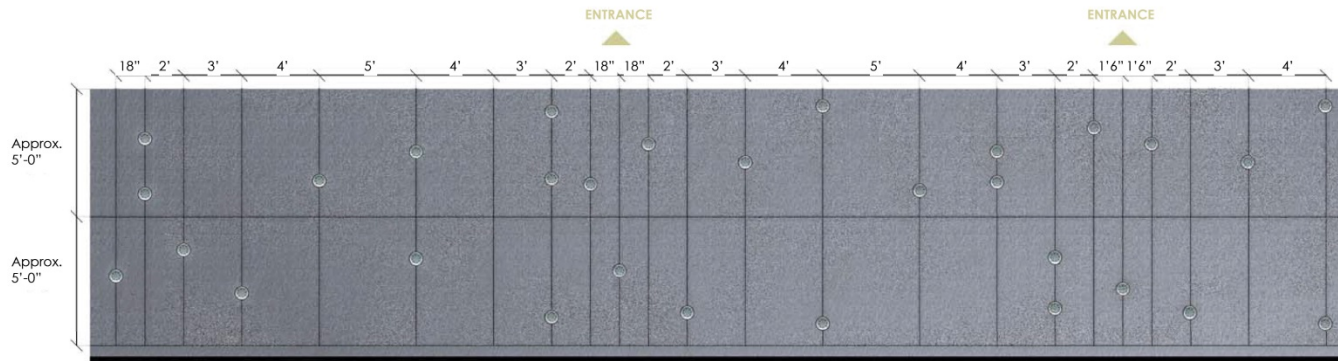 ENTRANCE
ENTRANCE
18" 2' 3' 4' 5' 4' 3' 2' 18" 18" 2' 3' 4' 5' 4' 3' 2' 1'6" 1'6" 2' 3' 4'
Approx.
5'-0"
Approx.
5'-0"